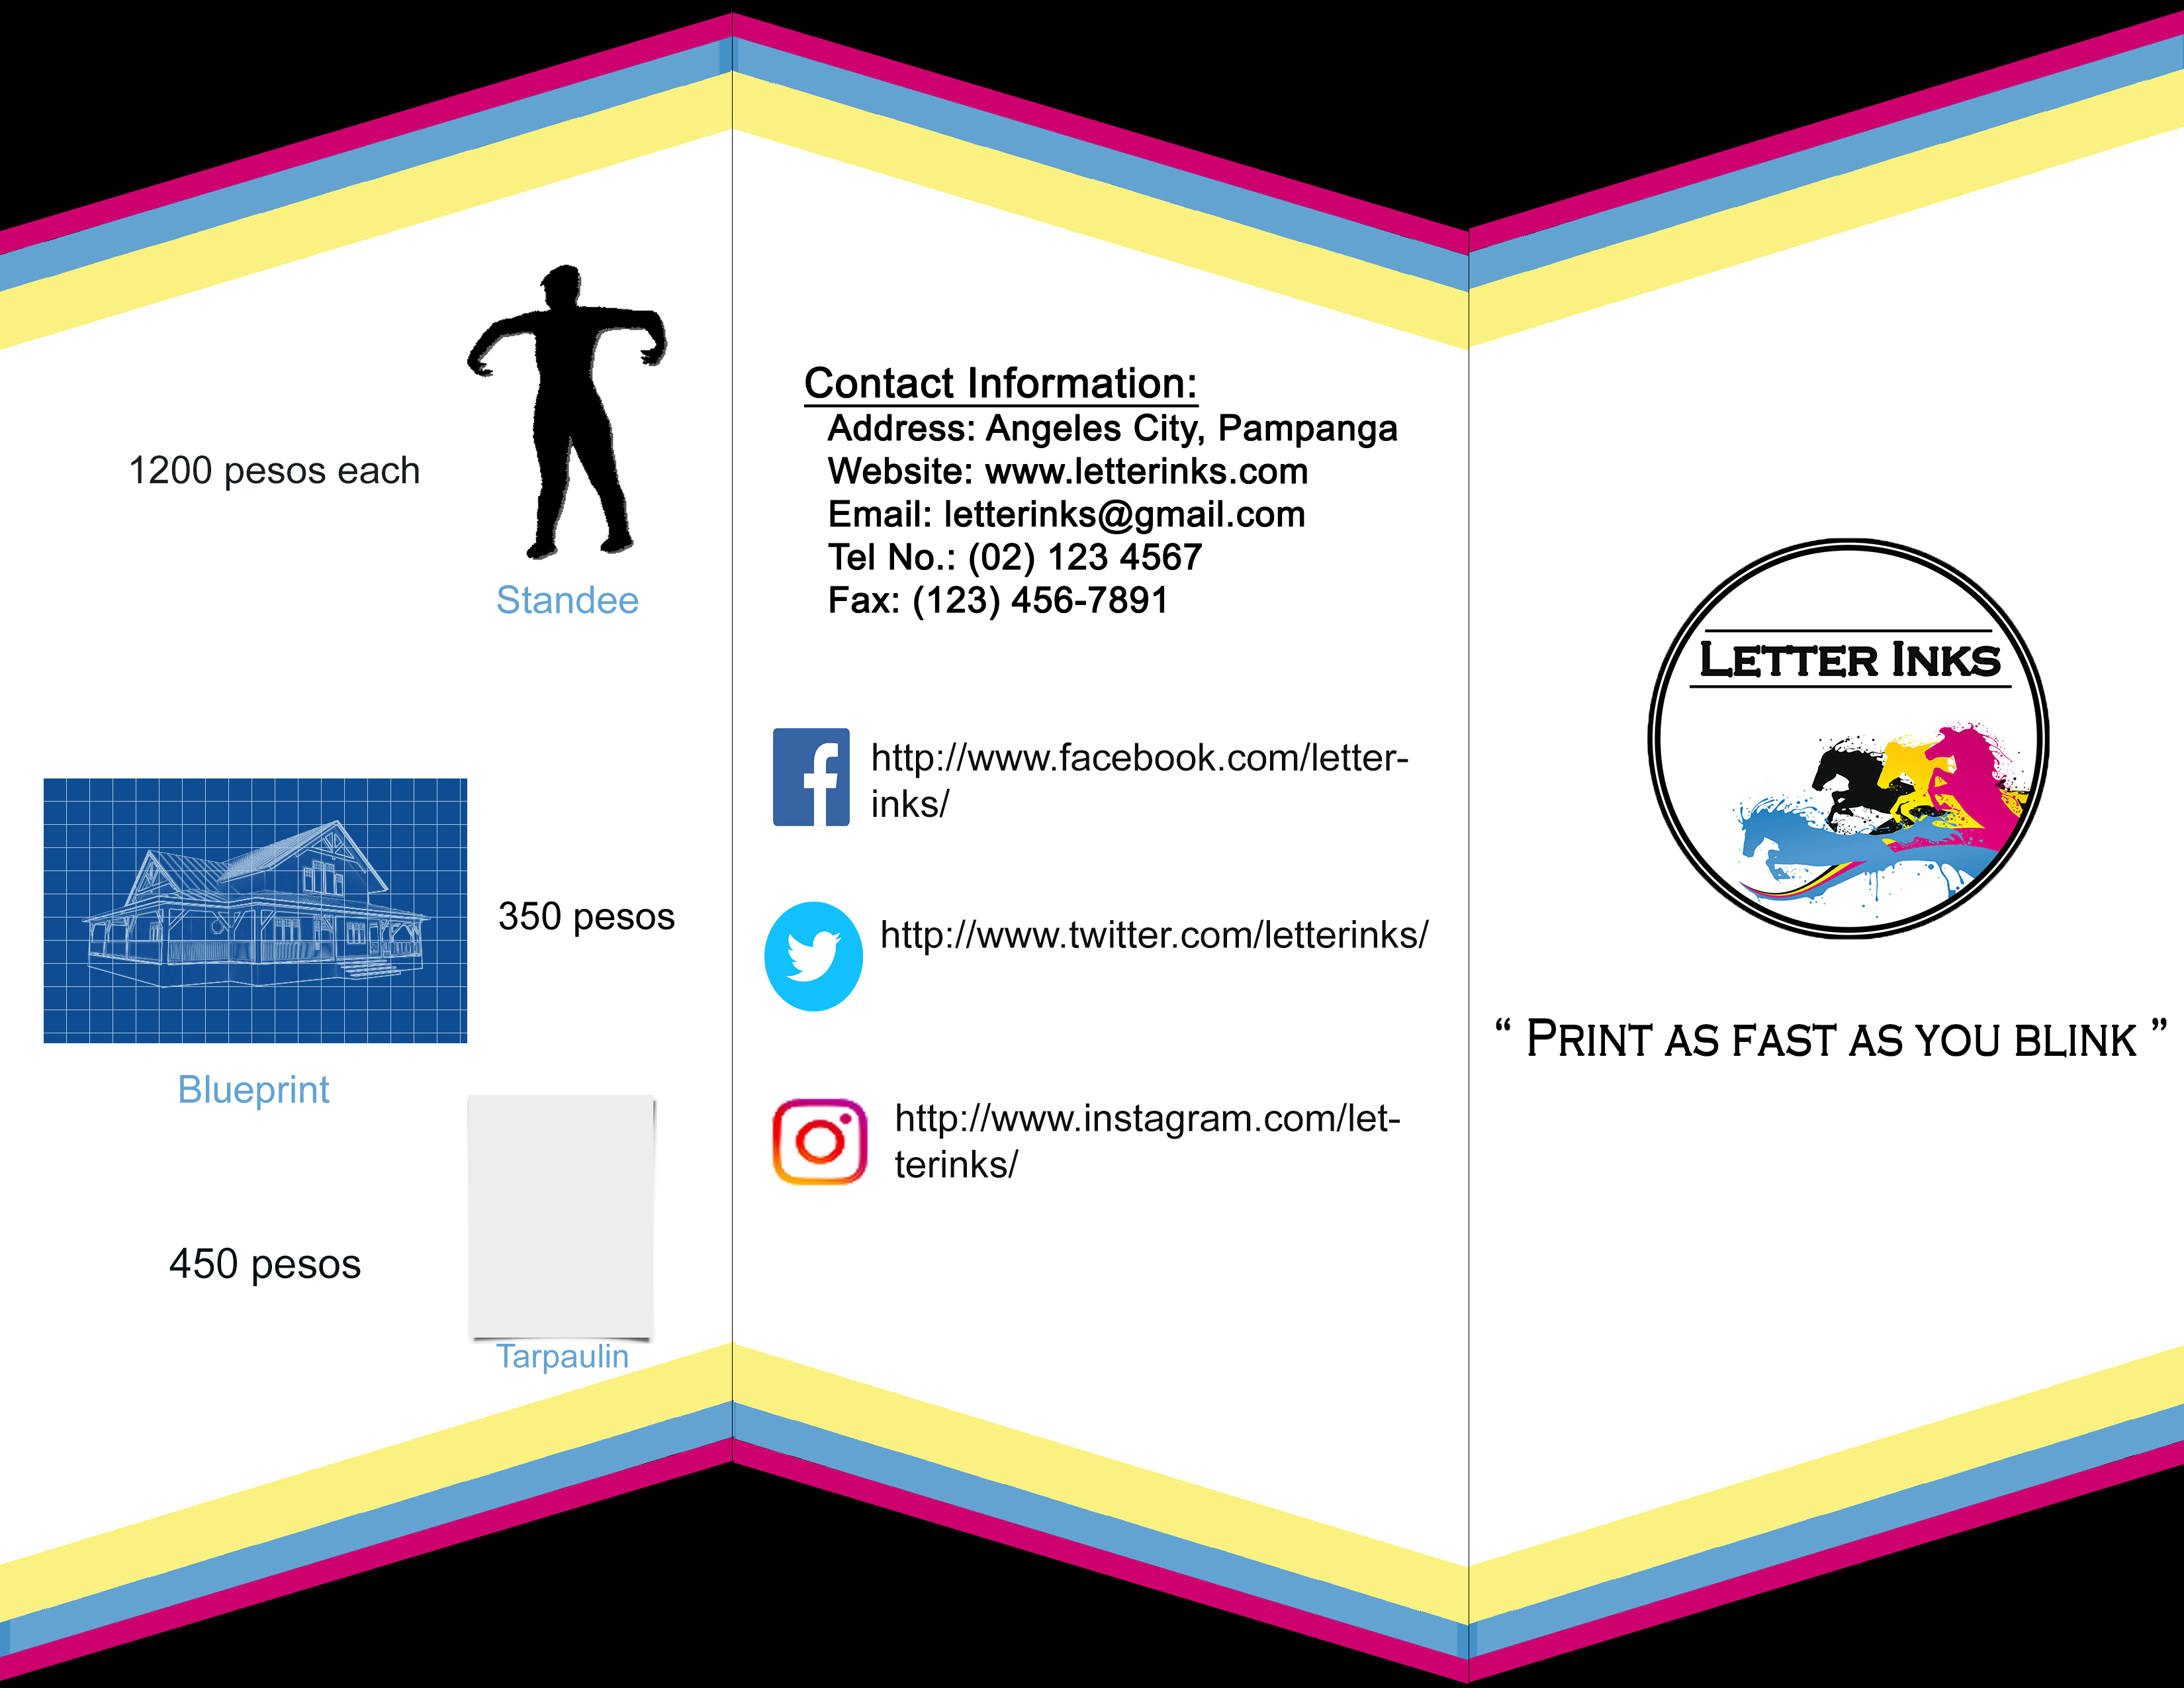 1200 pesos each
Standee
350 pesos
Blueprint
450 pesos
Tarpaulin
Contact Information:
Address: Angeles City, Pampanga
Website: www.letterinks.com
Email: letterinks@gmail.com
Tel No.: (02) 123 4567
Fax: (123) 456-7891
http://www.facebook.com/letter-
inks/
http://www.twitter.com/letterinks/
http://www.instagram.com/let-
terinks/
LETTER INKS
“ PRINT AS FAST AS YOU BLINK ”